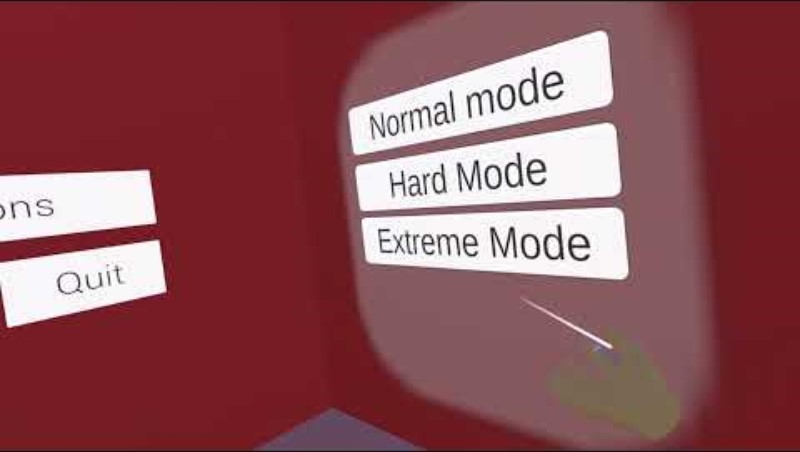 ons
Quit
Normal mode
Hard Mode
Extreme Mode